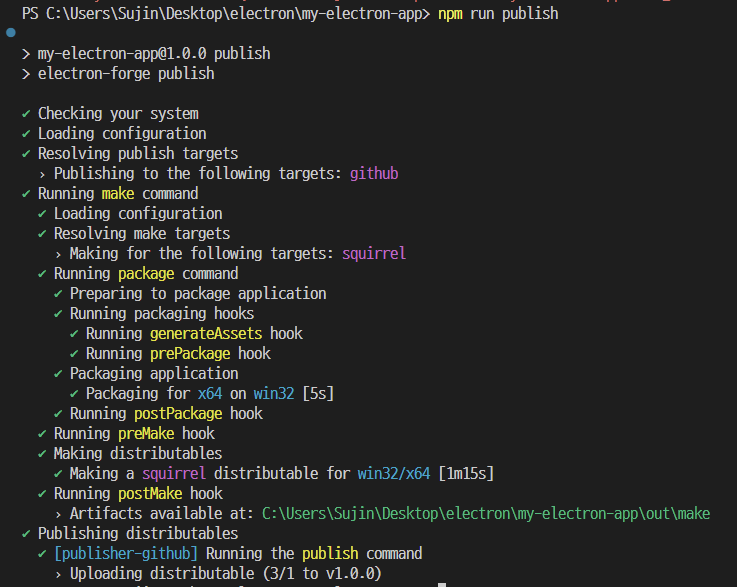 PS C:\Users\Sujin\Desktop\electron\my-electron-app> npm run publish
> my-electron-app@1.0.0 publish
> electron-forge publish
✔ Checking your system
✔ Loading configuration
✔ Resolving publish targets
› Publishing to the following targets: github
✔ Running make command
✔ Loading configuration
✔ Resolving make targets
› Making for the following targets: squirrel
✔ Running package command
✔ Preparing to package application
✔ Running packaging hooks
✔ Running generateAssets hook
✔ Running prePackage hook
✔ Packaging application
✔ Packaging for x64 on win32 [5s]
✔ Running postPackage hook
✔ Running preMake hook
✔ Making distributables
✔ Making a squirrel distributable for win32/x64 [1m15s]
✔ Running postMake hook
› Artifacts available at: C:\Users\Sujin\Desktop\electron\my-electron-app\out\make
✔ Publishing distributables
✔ [publisher-github] Running the publish command
› Uploading distributable (3/1 to v1.0.0)